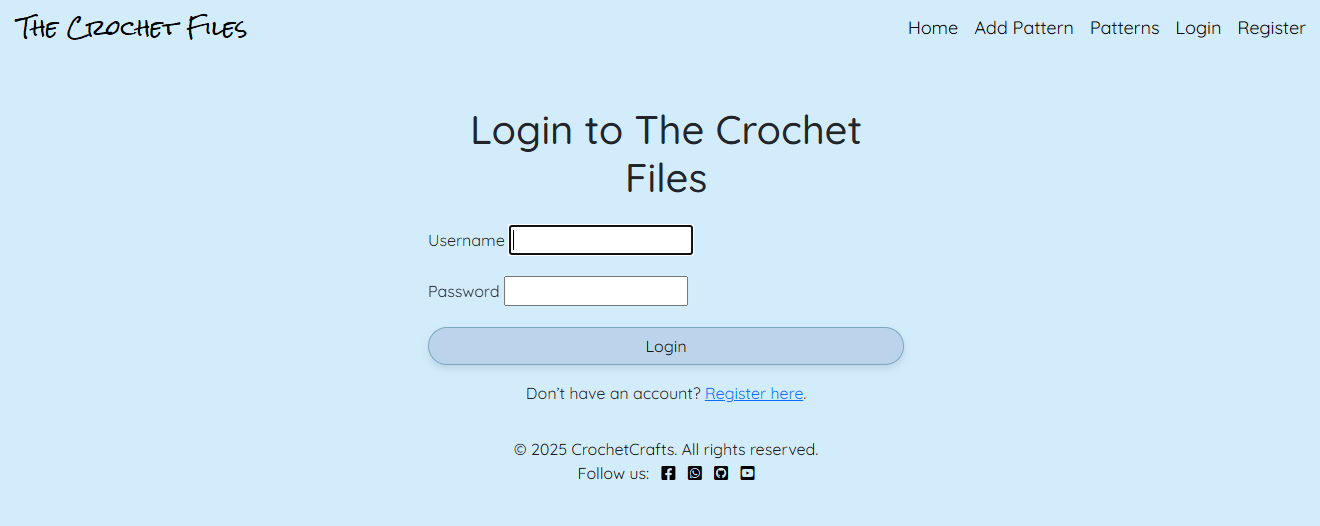 The Crochet Files
Home Add Pattern Patterns Login Register
Login to The Crochet
Files
Username
Password
Login
Don't have an account? Register here.
© 2025 CrochetCrafts. All rights reserved.
Follow us: